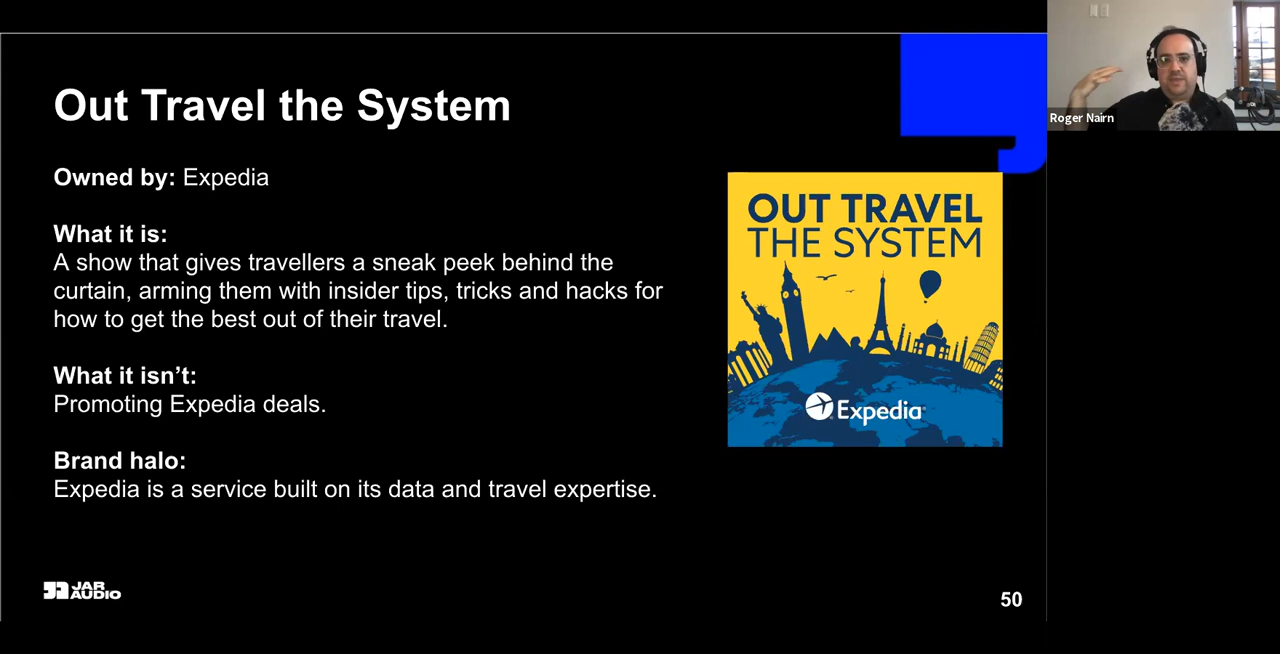 Out Travel the System
Owned by: Expedia
What it is:
A show that gives travellers a sneak peek behind the
curtain, arming them with insider tips, tricks and hacks for
how to get the best out of their travel.
What it isn’t:
Promoting Expedia deals.
Brand halo:
Expedia is a service built on its data and travel expertise.
OUT TRAVEL
THE SYSTEM
Expedia
JAR
AUDIO
50
Roger Nairn